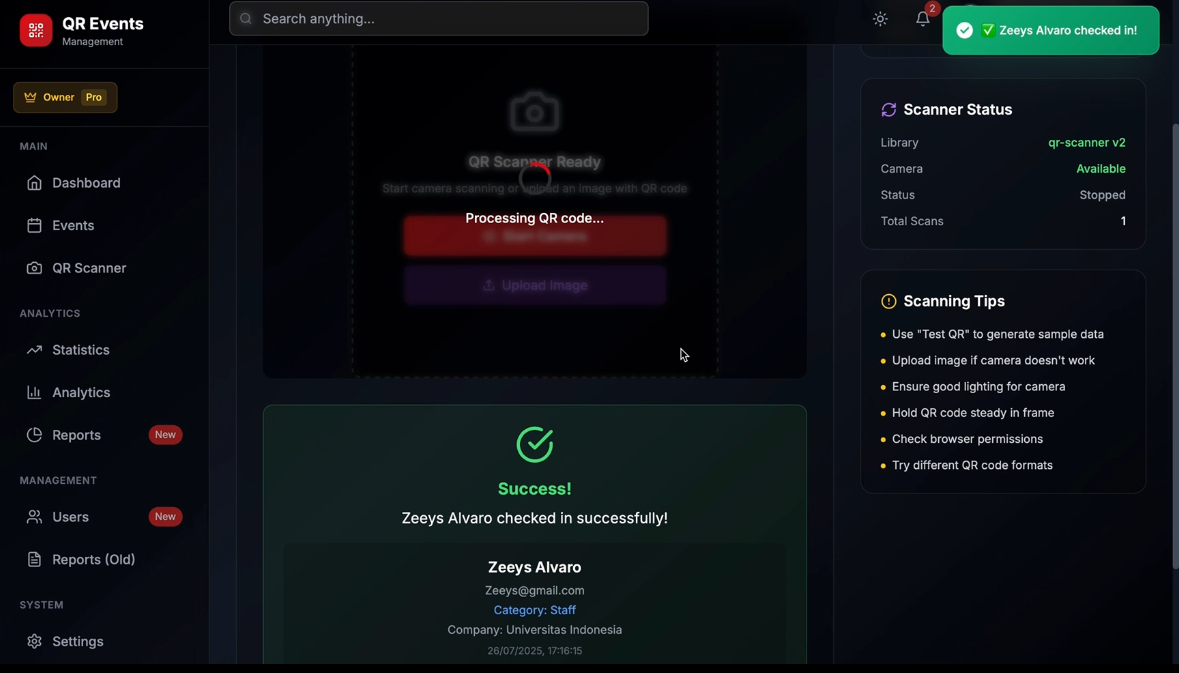 QR Events
Management
Owner Pro
MAIN
Dashboard
Events
QR Scanner
ANALYTICS
Statistics
Analytics
Reports New
MANAGEMENT
Users New
Reports (Old)
SYSTEM
Settings
Search anything...
2
✅ Zeeys Alvaro checked in!
QR Scanner Ready
Start camera scanning or upload an image with QR code
Processing QR code...
Start Camera
Upload Image
Success!
Zeeys Alvaro checked in successfully!
Zeeys Alvaro
Zeeys@gmail.com
Category: Staff
Company: Universitas Indonesia
26/07/2025, 17:16:15
Scanner Status
Library qr-scanner v2
Camera Available
Status Stopped
Total Scans 1
Scanning Tips
• Use "Test QR" to generate sample data
• Upload image if camera doesn't work
• Ensure good lighting for camera
• Hold QR code steady in frame
• Check browser permissions
• Try different QR code formats